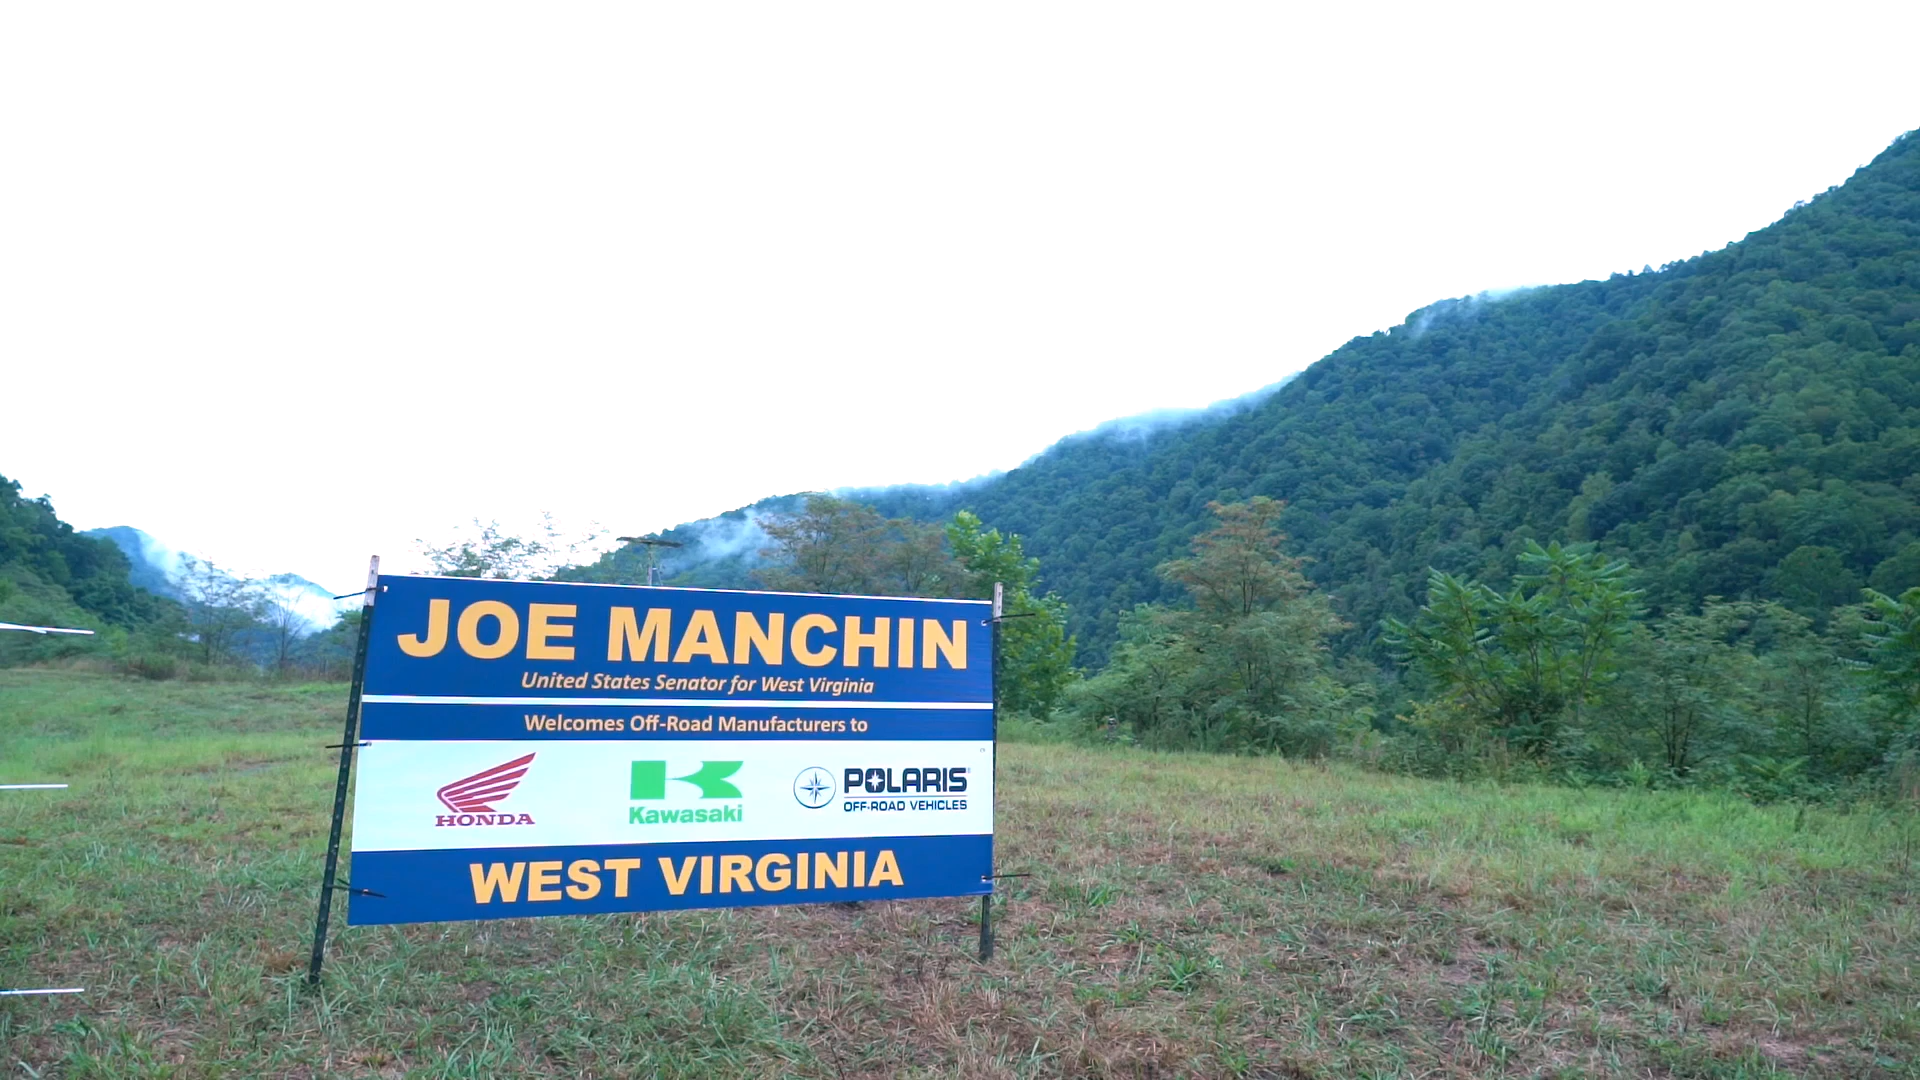 JOE MANCHIN
United States Senator for West Virginia
Welcomes Off-Road Manufacturers to
HONDA
Kawasaki
POLARIS
OFF-ROAD VEHICLES
WEST VIRGINIA